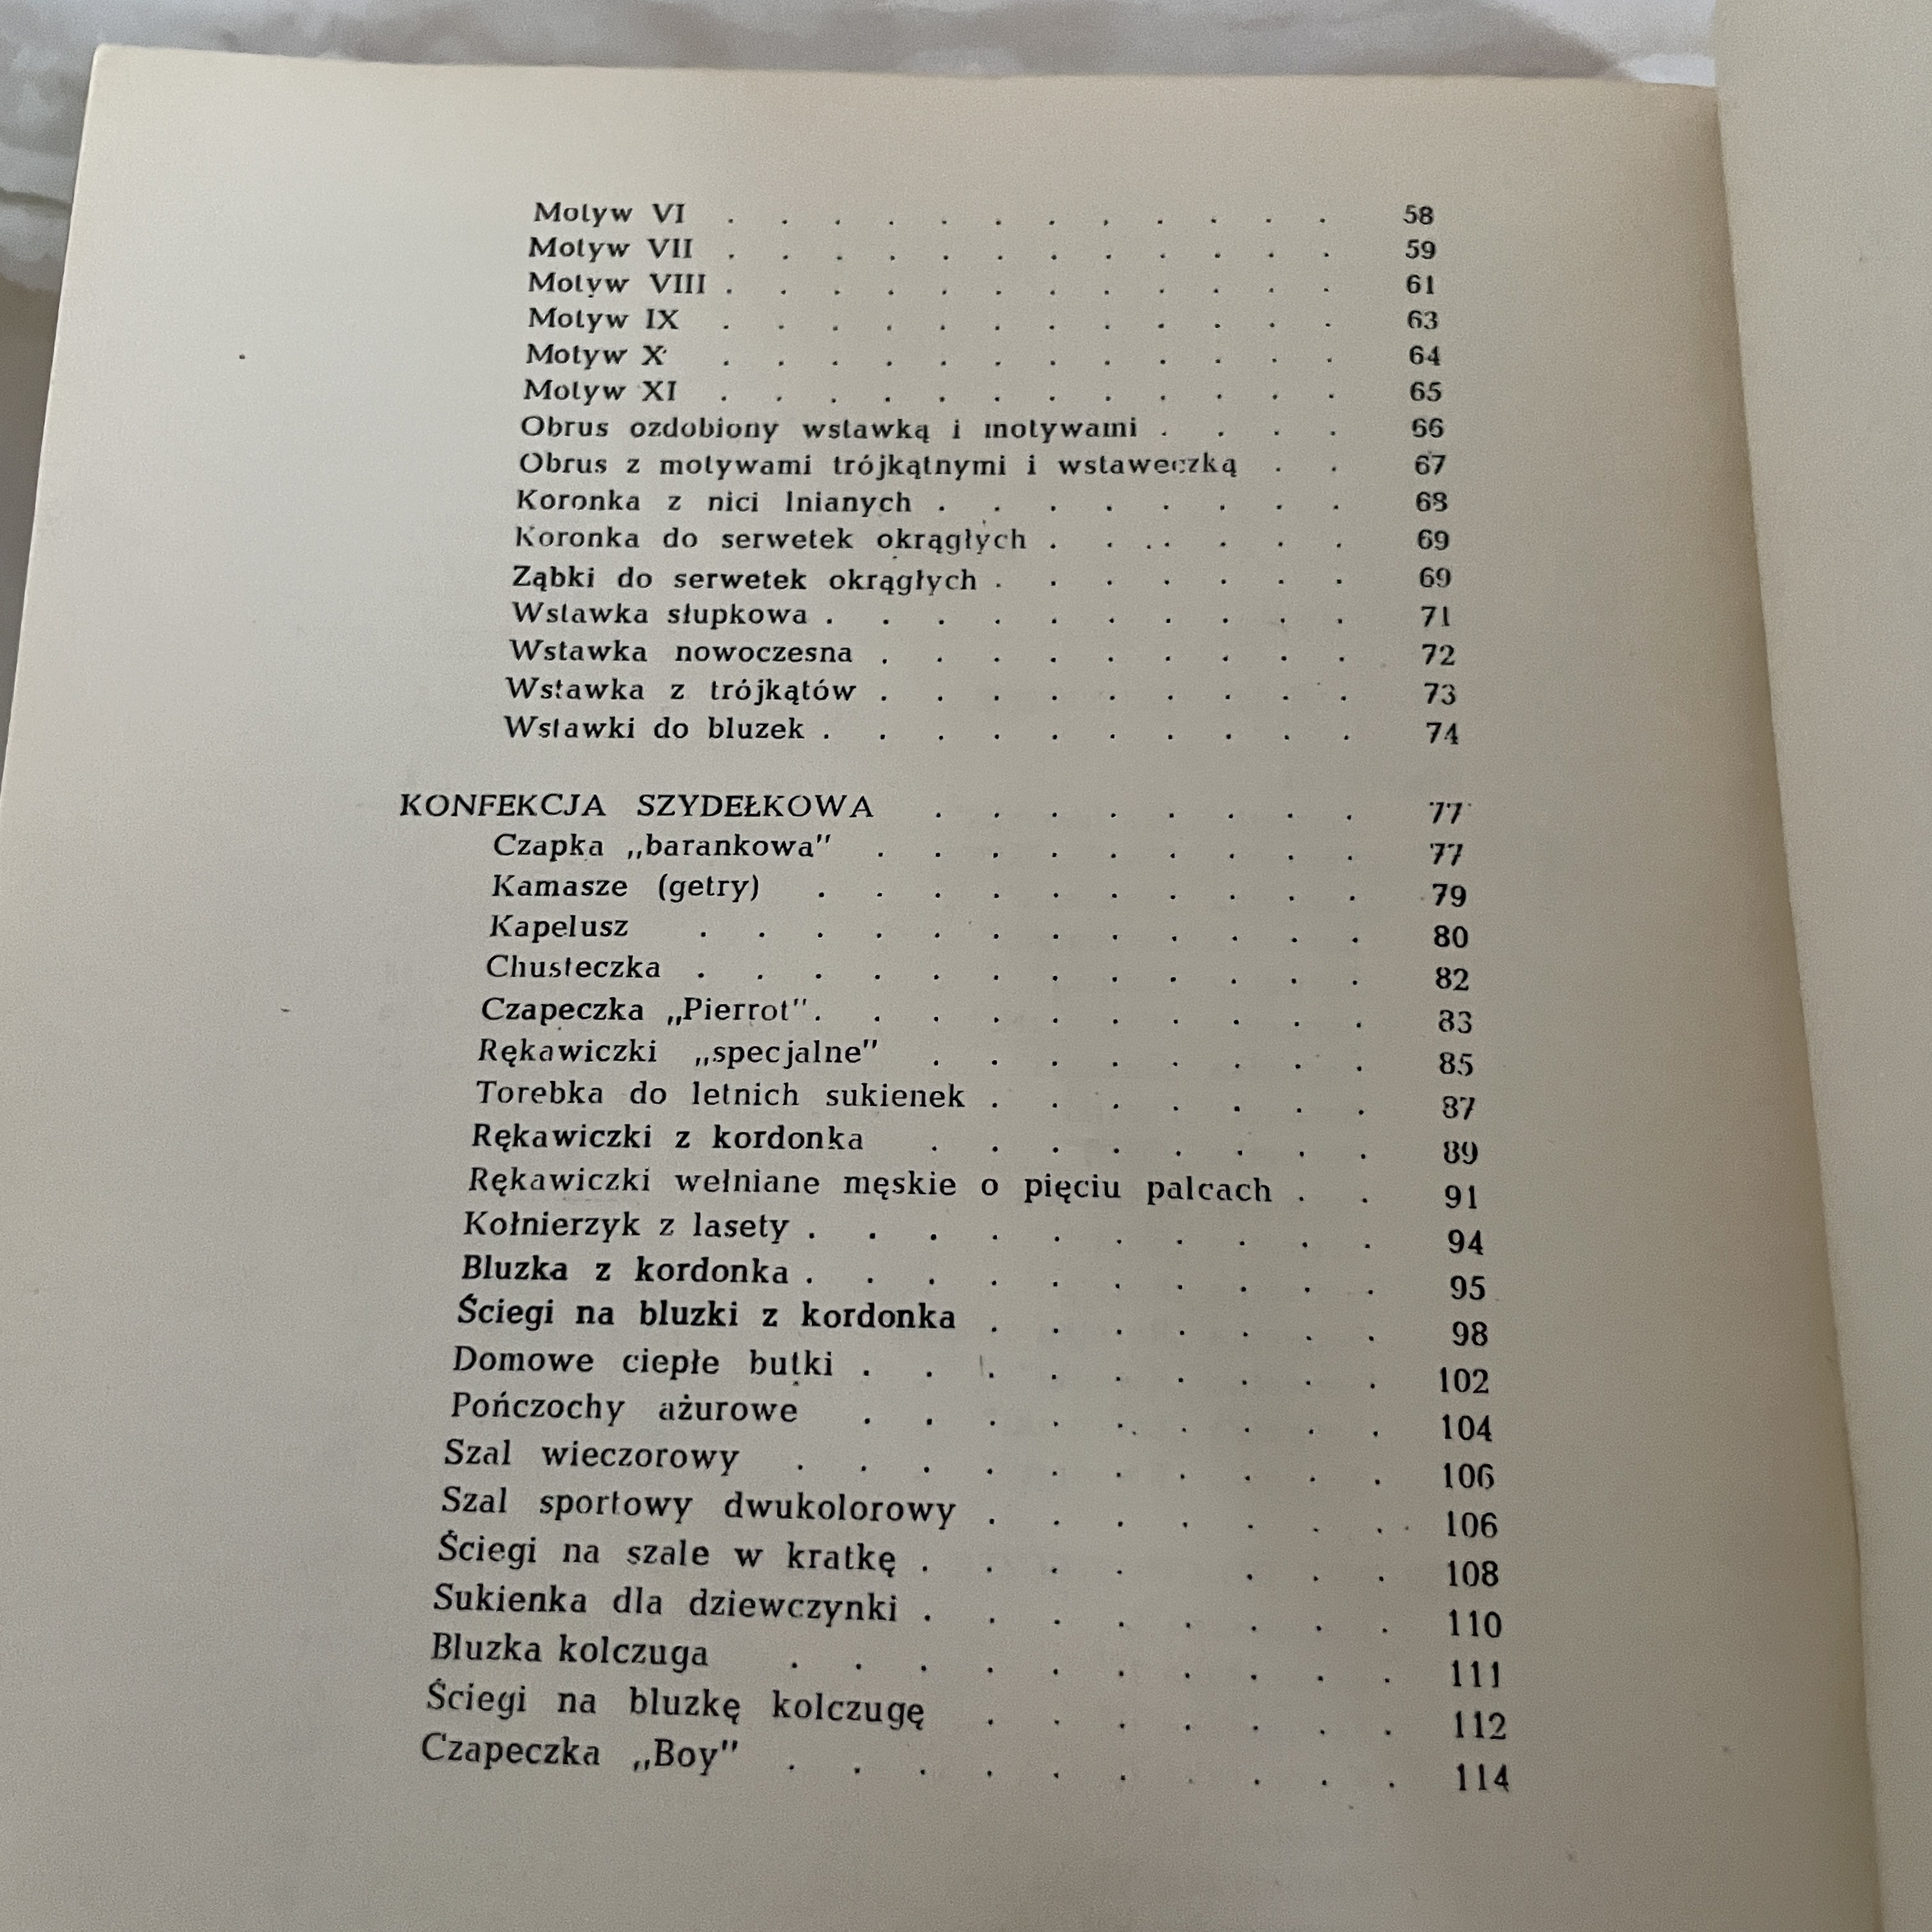 Motyw VI . . . . . . . . . . . . 58
Motyw VII . . . . . . . . . . . . 59
Motyw VIII . . . . . . . . . . . . 61
Motyw IX . . . . . . . . . . . . 63
Motyw X . . . . . . . . . . . . 64
Motyw XI . . . . . . . . . . . . 65
Obrus ozdobiony wstawką i motywami . . . . 66
Obrus z motywami trójkątnymi i wstaweczką . . 67
Koronka z nici lnianych . . . . . . . . 68
Koronka do serwetek okrągłych . . . . . . . 69
Ząbki do serwetek okrągłych . . . . . . . 69
Wstawka słupkowa . . . . . . . . . . 71
Wstawka nowoczesna . . . . . . . . . 72
Wstawka z trójkątów . . . . . . . . . 73
Wstawki do bluzek . . . . . . . . . . 74
KONFEKCJA SZYDEŁKOWA . . . . . . . . 77
Czapka „barankowa" . . . . . . . . . 77
Kamasze (getry) . . . . . . . . . . 79
Kapelusz . . . . . . . . . . . . 80
Chusteczka . . . . . . . . . . . . 82
Czapeczka „Pierrot" . . . . . . . . . . 83
Rękawiczki „specjalne" . . . . . . . . 85
Torebka do letnich sukienek . . . . . . . 87
Rękawiczki z kordonka . . . . . . . . 89
Rękawiczki wełniane męskie o pięciu palcach . . 91
Kołnierzyk z lasety . . . . . . . . . . 94
Bluzka z kordonka . . . . . . . . . . 95
Ściegi na bluzki z kordonka . . . . . . . 98
Domowe ciepłe butki . . . . . . . . . 102
Pończochy ażurowe . . . . . . . . . 104
Szal wieczorowy . . . . . . . . . . 106
Szal sportowy dwukolorowy . . . . . . . 106
Ściegi na szale w kratkę . . . . . . . 108
Sukienka dla dziewczynki . . . . . . . . 110
Bluzka kolczuga . . . . . . . . . . 111
Ściegi na bluzkę kolczugę . . . . . . . 112
Czapeczka „Boy" . . . . . . . . . . 114